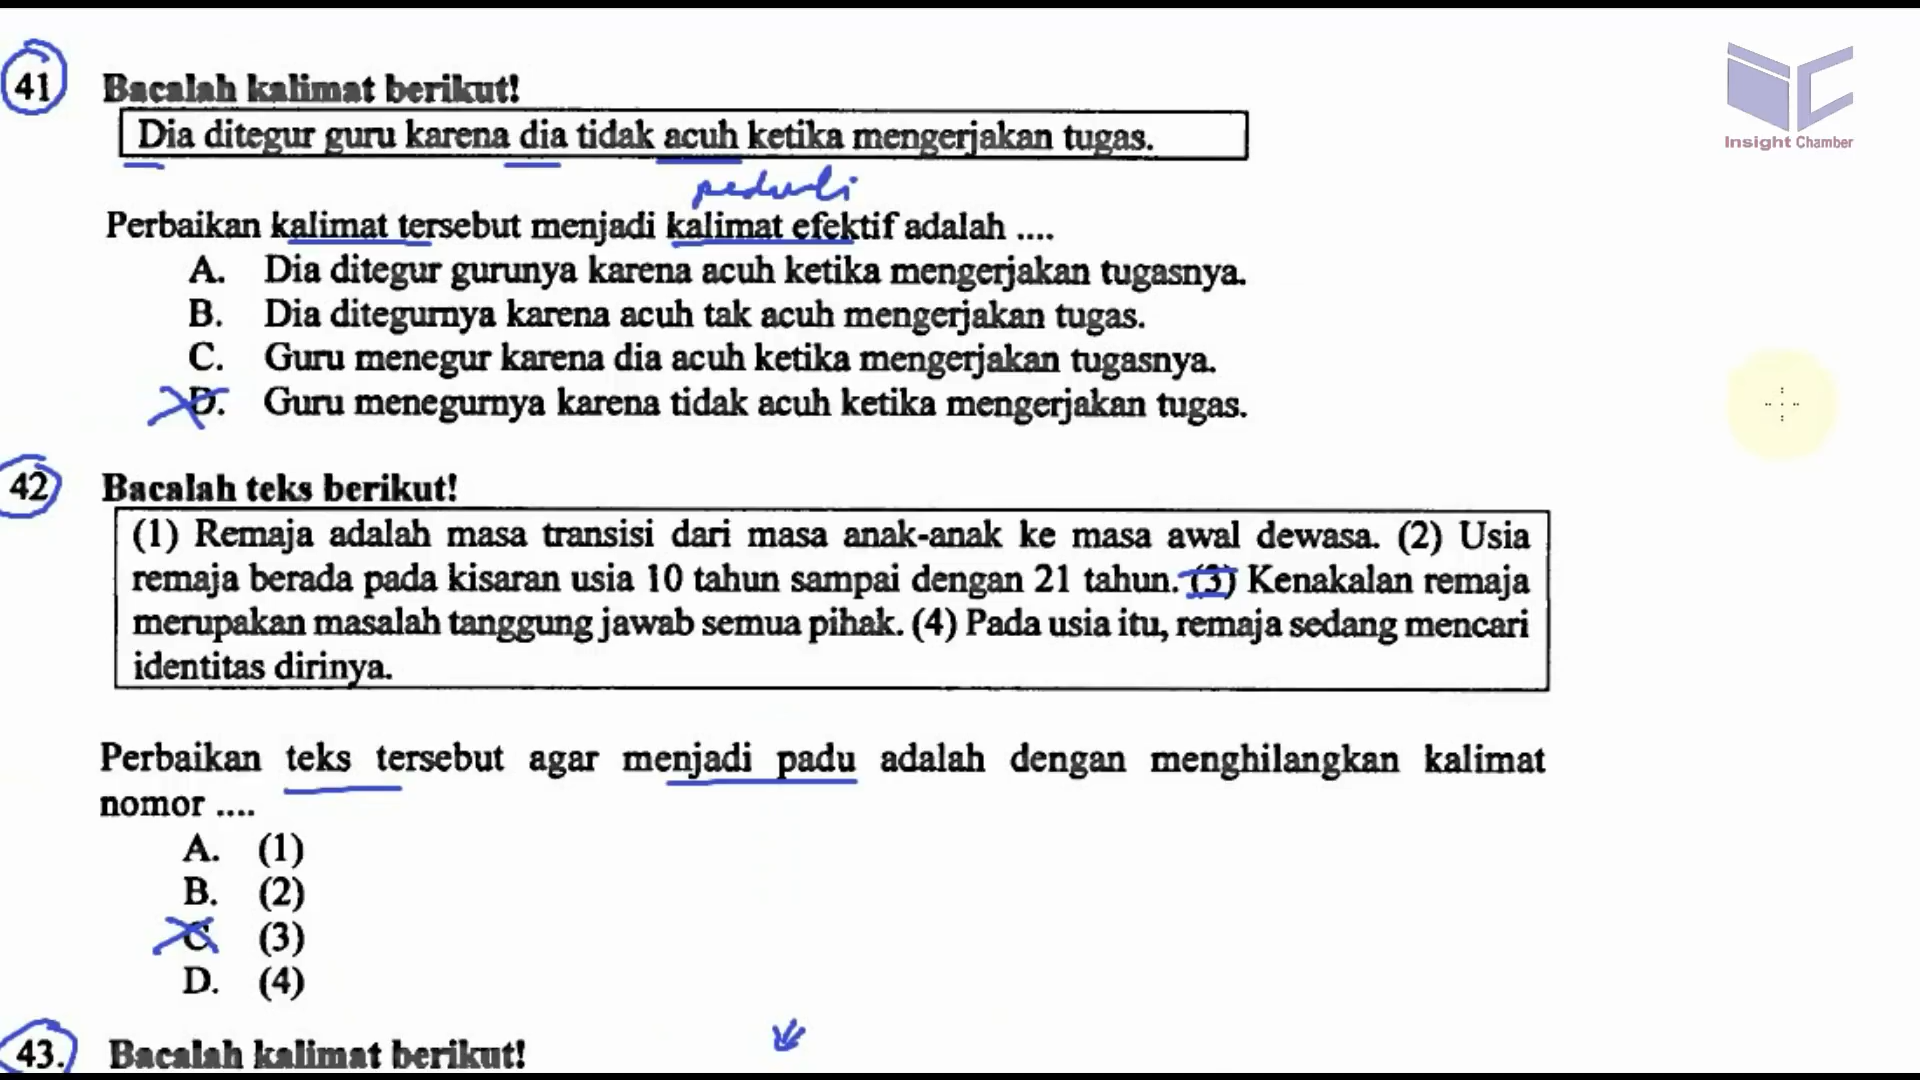 41
Bacalah kalimat berikut!
Dia ditegur guru karena dia tidak acuh ketika mengerjakan tugas.
peduli
Perbaikan kalimat tersebut menjadi kalimat efektif adalah ....
A. Dia ditegur gurunya karena acuh ketika mengerjakan tugasnya.
B. Dia ditegurnya karena acuh tak acuh mengerjakan tugas.
C. Guru menegur karena dia acuh ketika mengerjakan tugasnya.
D. Guru menegurnya karena tidak acuh ketika mengerjakan tugas.
42
Bacalah teks berikut!
(1) Remaja adalah masa transisi dari masa anak-anak ke masa awal dewasa. (2) Usia
remaja berada pada kisaran usia 10 tahun sampai dengan 21 tahun. (3) Kenakalan remaja
merupakan masalah tanggung jawab semua pihak. (4) Pada usia itu, remaja sedang mencari
identitas dirinya.
Perbaikan teks tersebut agar menjadi padu adalah dengan menghilangkan kalimat
nomor ....
A. (1)
B. (2)
C (3)
D. (4)
43.
Bacalah kalimat berikut!
Insight Chamber